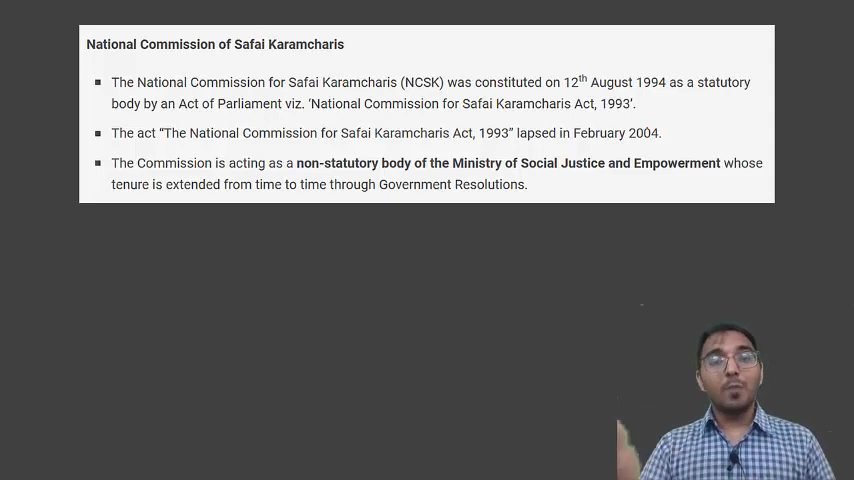 National Commission of Safai Karamcharis
▪ The National Commission for Safai Karamcharis (NCSK) was constituted on 12th August 1994 as a statutory
body by an Act of Parliament viz. ‘National Commission for Safai Karamcharis Act, 1993’.
▪ The act “The National Commission for Safai Karamcharis Act, 1993” lapsed in February 2004.
▪ The Commission is acting as a non-statutory body of the Ministry of Social Justice and Empowerment whose
tenure is extended from time to time through Government Resolutions.